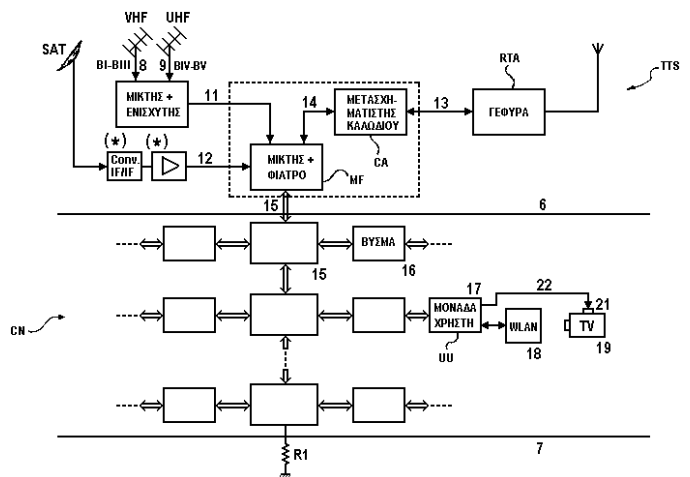 VHF UHF
SAT
BI-BIII 8 9 BIV-BV
RTA
TTS
ΜΙΚΤΗΣ +
ΕΝΙΣΧΥΤΗΣ
11
14
ΜΕΤΑΣΧΗ-
ΜΑΤΙΣΤΗΣ
ΚΑΛΩΔΙΟΥ
13
ΓΕΦΥΡΑ
CA
(*) (*)
Conv.
IF/IF
12
ΜΙΚΤΗΣ +
ΦΙΛΤΡΟ
MF
15
6
ΒΥΣΜΑ
15
16
17
22
CN
ΜΟΝΑΔΑ
ΧΡΗΣΤΗ
WLAN
21
TV
UU
18
19
7
R1